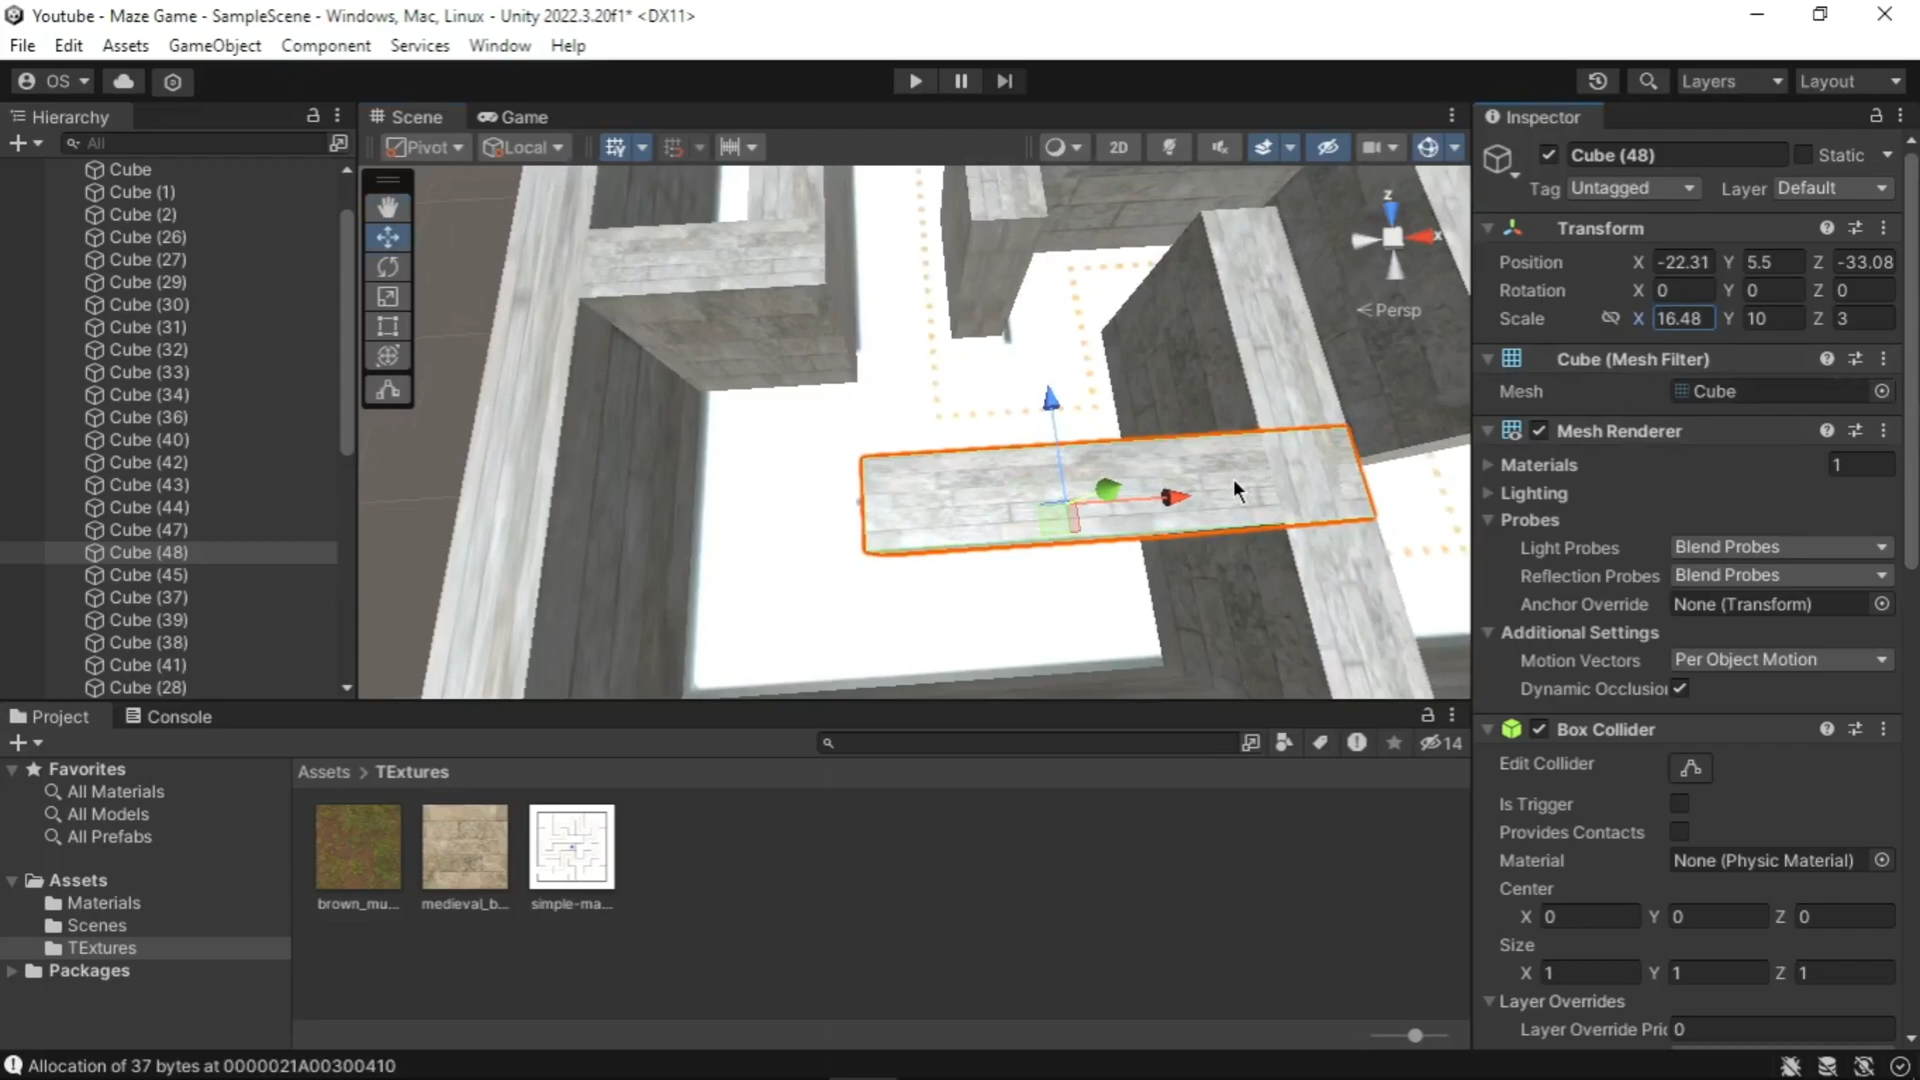 Youtube - Maze Game - SampleScene - Windows, Mac, Linux - Unity 2022.3.20f1* <DX11>
File Edit Assets GameObject Component Services Window Help
OS Layers Layout
Hierarchy
All
Cube
Cube (1)
Cube (2)
Cube (26)
Cube (27)
Cube (29)
Cube (30)
Cube (31)
Cube (32)
Cube (33)
Cube (34)
Cube (36)
Cube (40)
Cube (42)
Cube (43)
Cube (44)
Cube (47)
Cube (48)
Cube (45)
Cube (37)
Cube (39)
Cube (38)
Cube (41)
Cube (28)
Scene Game
Pivot Local 2D
z
x
Persp
Inspector
Cube (48) Static
Tag Untagged Layer Default
Transform
Position X -22.31 Y 5.5 Z -33.08
Rotation X 0 Y 0 Z 0
Scale X 16.48 Y 10 Z 3
Cube (Mesh Filter)
Mesh Cube
Mesh Renderer
Materials 1
Lighting
Probes
Light Probes Blend Probes
Reflection Probes Blend Probes
Anchor Override None (Transform)
Additional Settings
Motion Vectors Per Object Motion
Dynamic Occlusion
Box Collider
Edit Collider
Is Trigger
Provides Contacts
Material None (Physic Material)
Center
X 0 Y 0 Z 0
Size
X 1 Y 1 Z 1
Layer Overrides
Layer Override Pric 0
Project Console
14
Favorites
All Materials
All Models
All Prefabs
Assets
Materials
Scenes
TExtures
Packages
Assets > TExtures
brown_mu... medieval_b... simple-ma...
Allocation of 37 bytes at 0000021A00300410